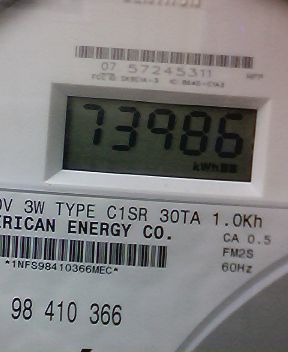 07 57245311
73986
kWh
0V 3W TYPE C1SR 30TA 1.0Kh
ERICAN ENERGY CO.
CA 0.5
FM2S
60Hz
*1NFS98410366MEC*
98 410 366